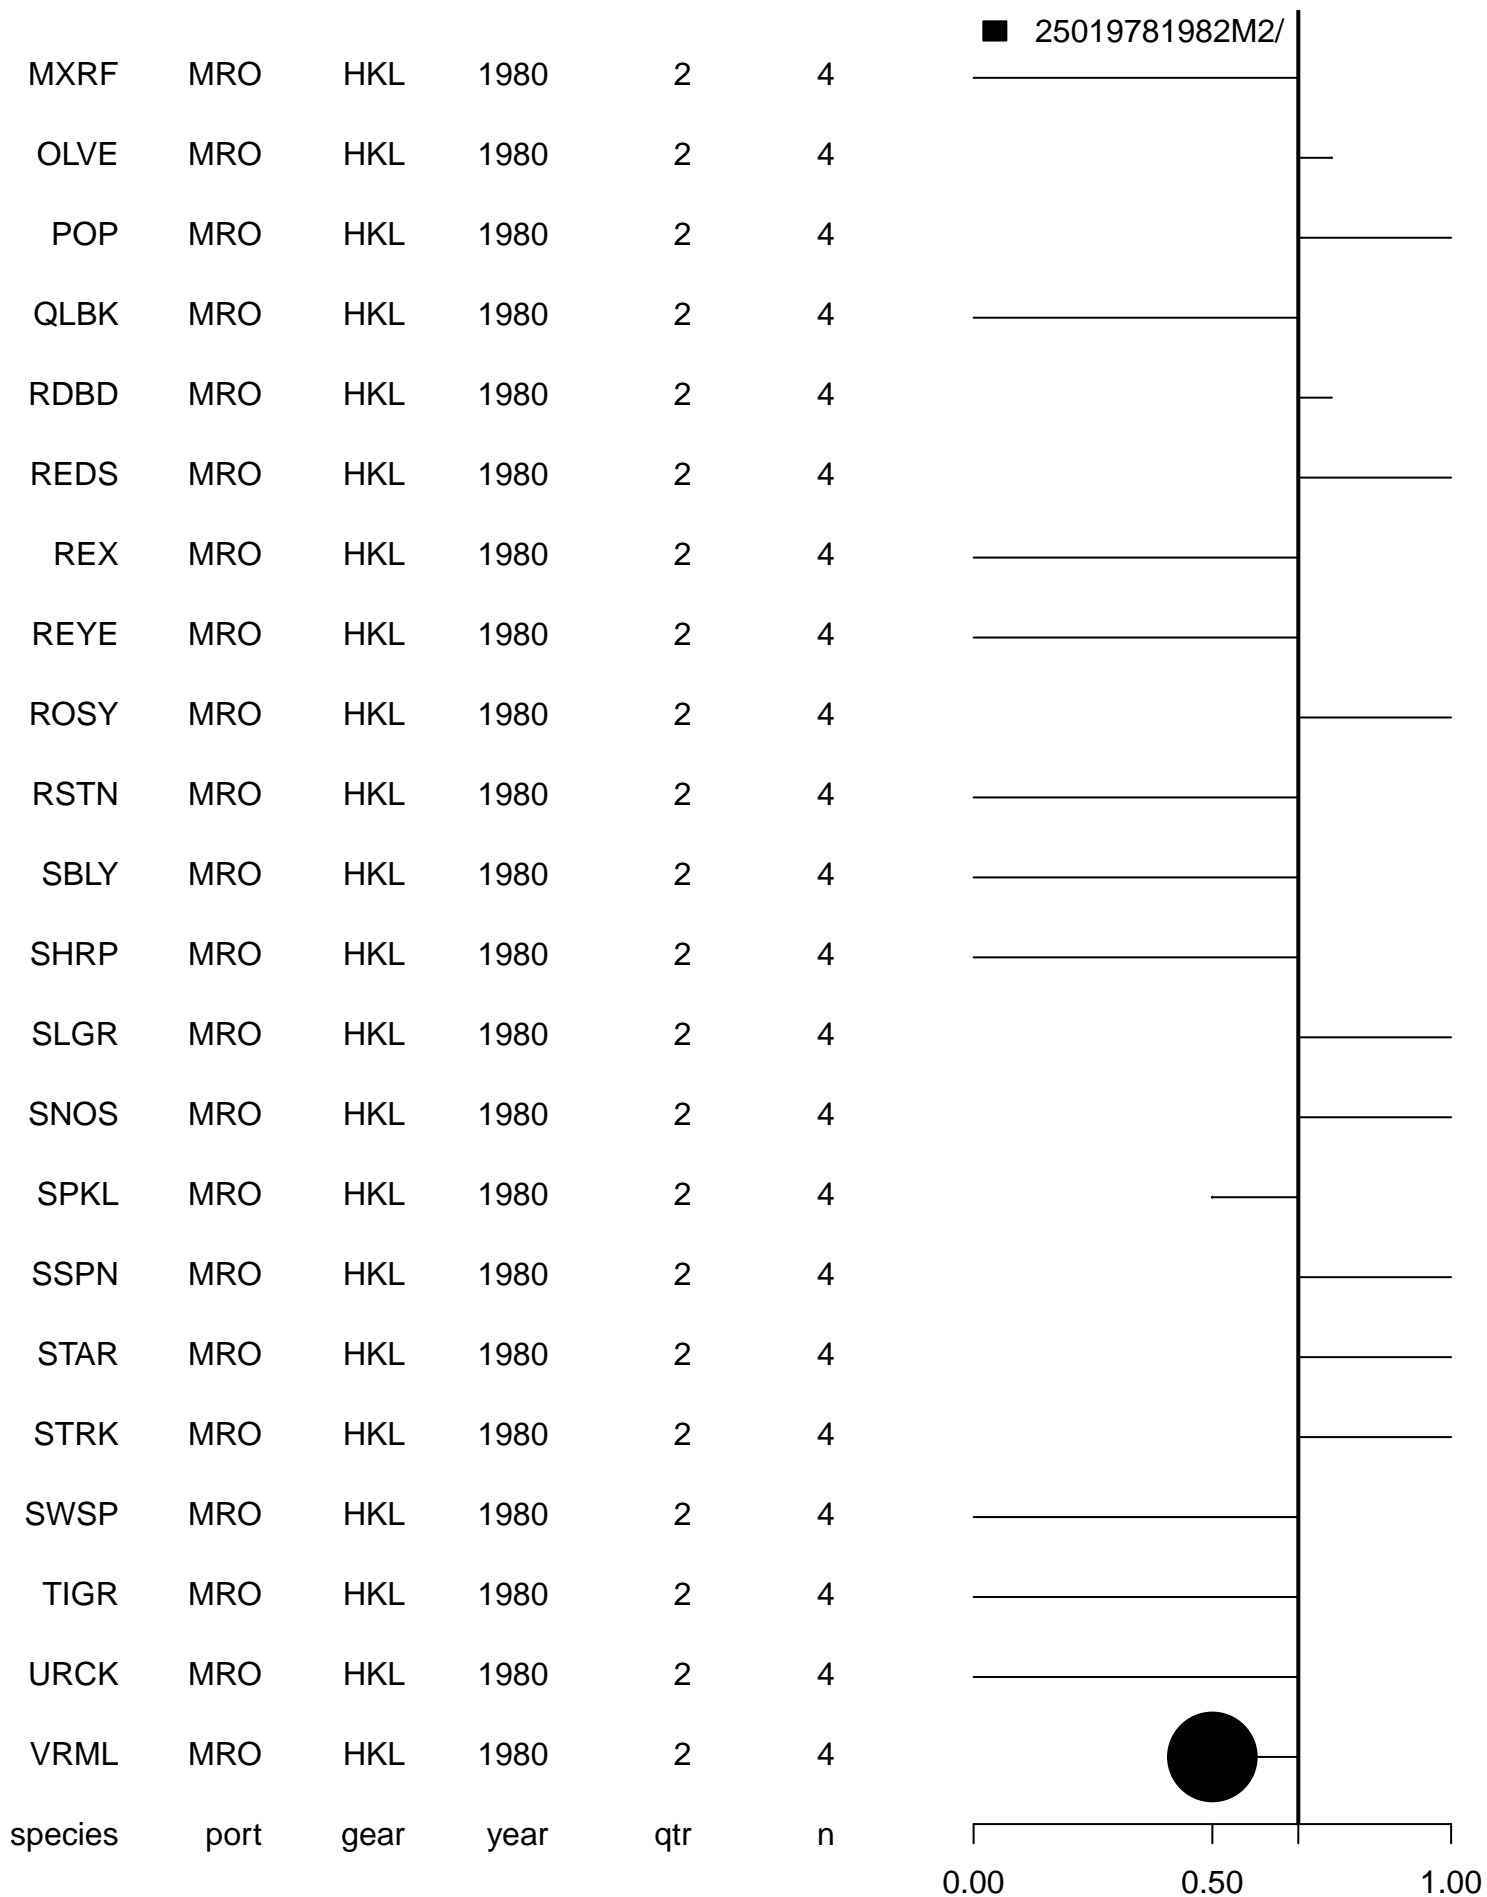 25019781982M2/
MXRF MRO HKL 1980 2 4
OLVE MRO HKL 1980 2 4
POP MRO HKL 1980 2 4
QLBK MRO HKL 1980 2 4
RDBD MRO HKL 1980 2 4
REDS MRO HKL 1980 2 4
REX MRO HKL 1980 2 4
REYE MRO HKL 1980 2 4
ROSY MRO HKL 1980 2 4
RSTN MRO HKL 1980 2 4
SBLY MRO HKL 1980 2 4
SHRP MRO HKL 1980 2 4
SLGR MRO HKL 1980 2 4
SNOS MRO HKL 1980 2 4
SPKL MRO HKL 1980 2 4
SSPN MRO HKL 1980 2 4
STAR MRO HKL 1980 2 4
STRK MRO HKL 1980 2 4
SWSP MRO HKL 1980 2 4
TIGR MRO HKL 1980 2 4
URCK MRO HKL 1980 2 4
VRML MRO HKL 1980 2 4
species port gear year qtr n
0.00 0.50 1.00